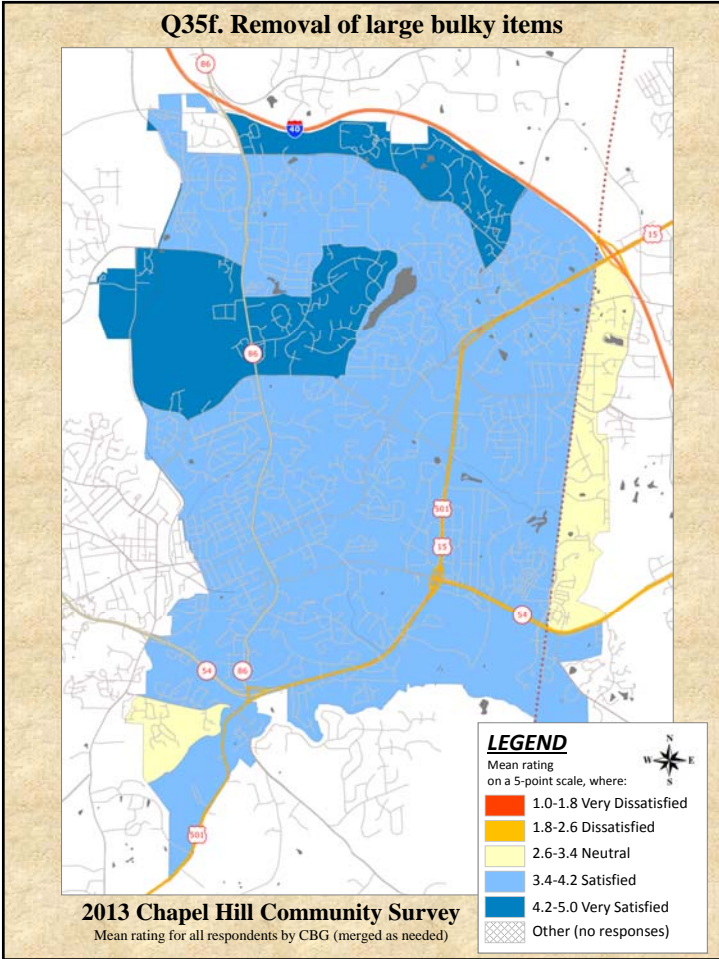 Q35f. Removal of large bulky items
86
40
15
86
501
15
54
54
86
501
LEGEND
N
W E
S
Mean rating
on a 5-point scale, where:
1.0-1.8 Very Dissatisfied
1.8-2.6 Dissatisfied
2.6-3.4 Neutral
3.4-4.2 Satisfied
4.2-5.0 Very Satisfied
Other (no responses)
2013 Chapel Hill Community Survey
Mean rating for all respondents by CBG (merged as needed)